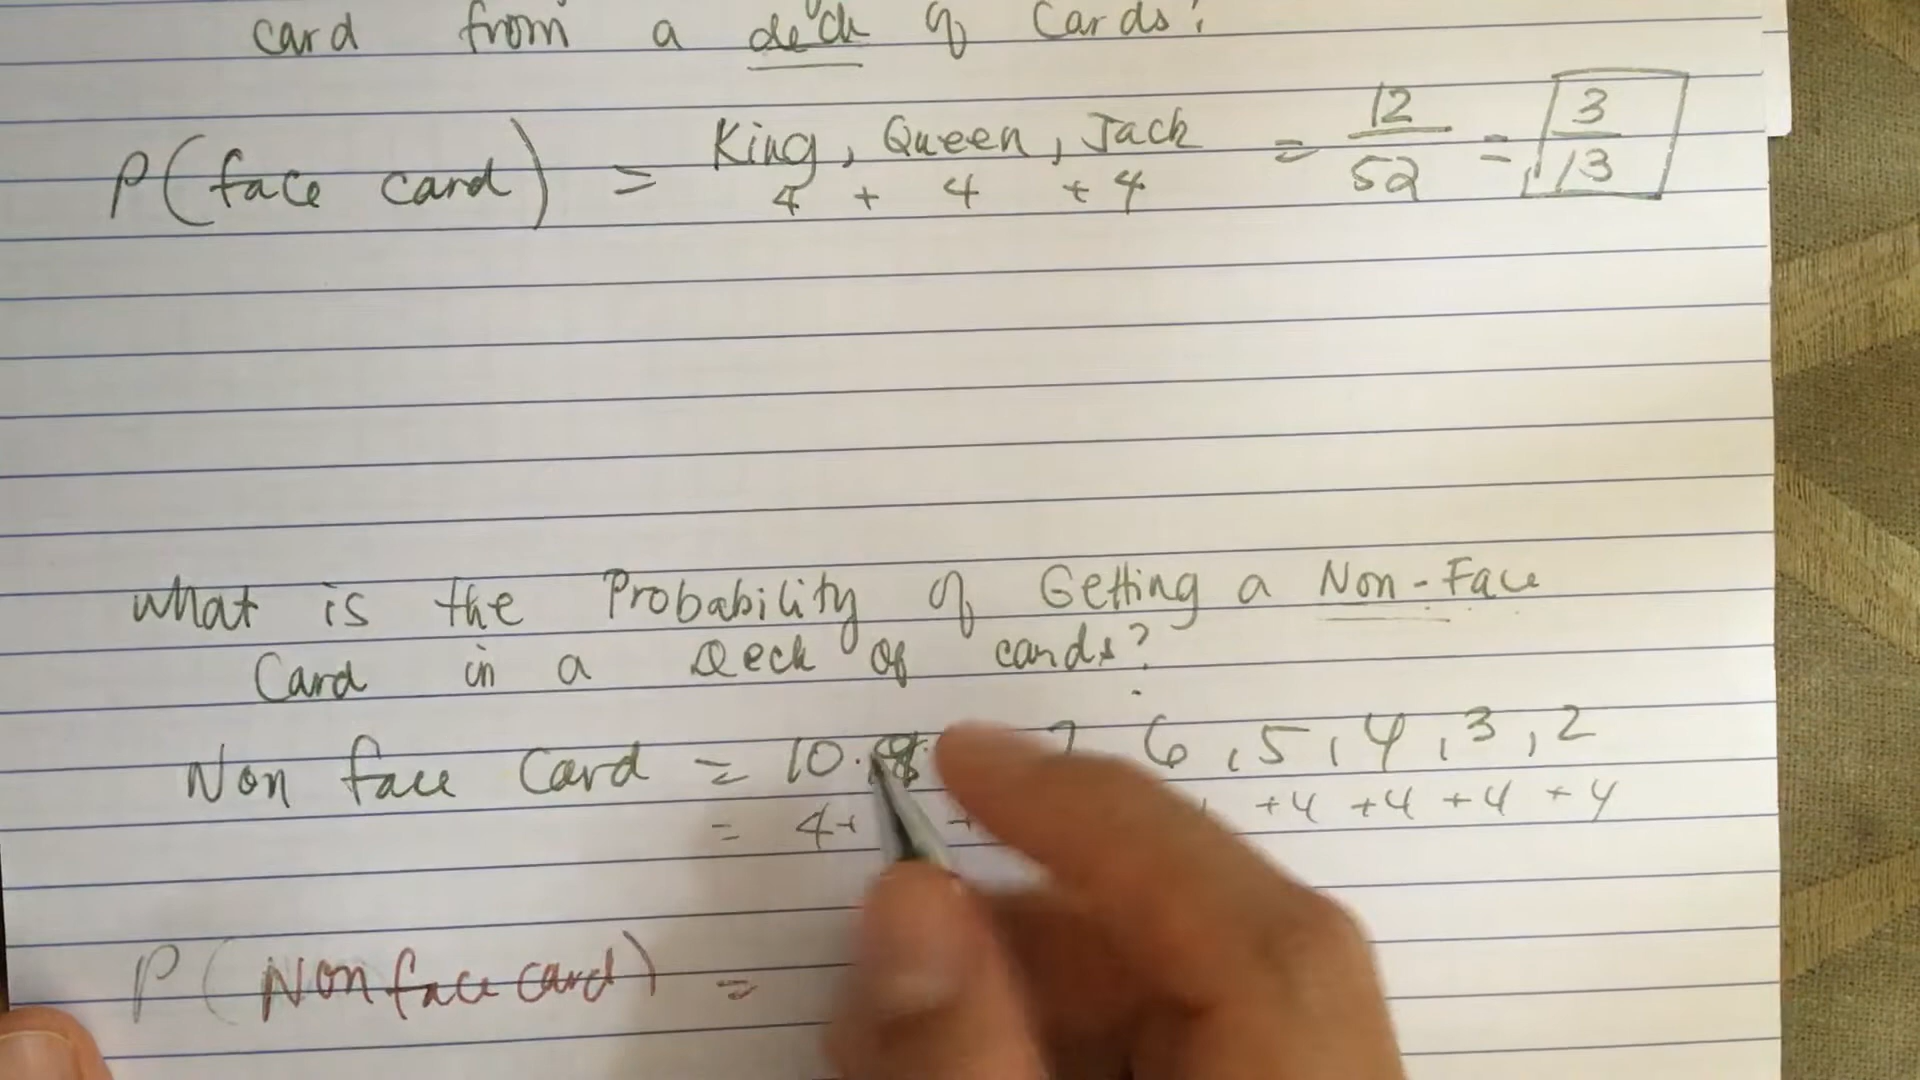 card from a deck of Cards?
P(face card) = King, Queen, Jack = 12/52 = 3/13
4 + 4 + 4
What is the Probability of Getting a Non-Face
Card in a Deck of cards?
Non face Card = 10. 7 6, 5, 4, 3, 2
= 4+ + +4 +4 +4 +4
P(Non face card) =